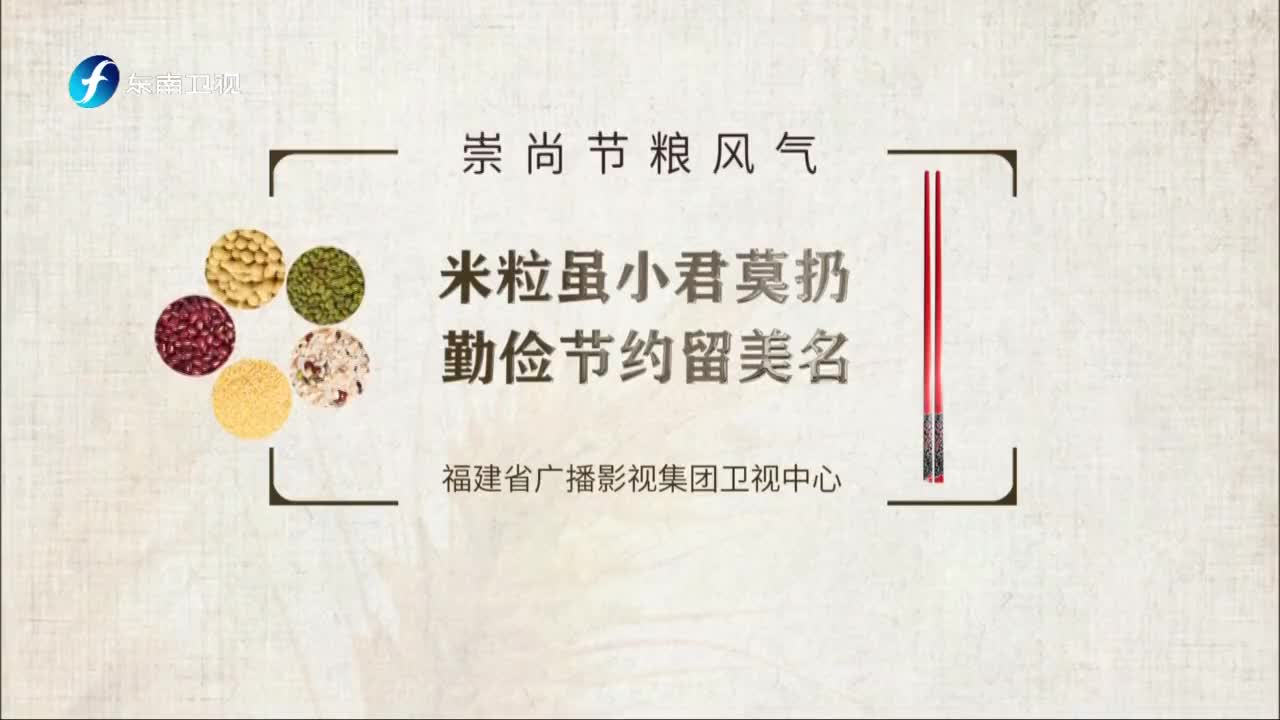 东南卫视
崇尚节粮风气
米粒虽小君莫扔
勤俭节约留美名
福建省广播影视集团卫视中心